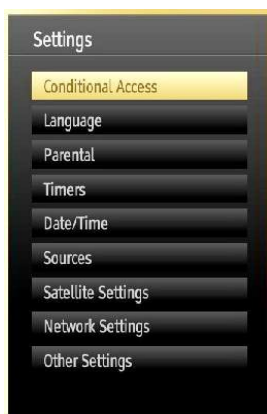 Settings
Conditional Access
Language
Parental
Timers
Date/Time
Sources
Satellite Settings
Network Settings
Other Settings